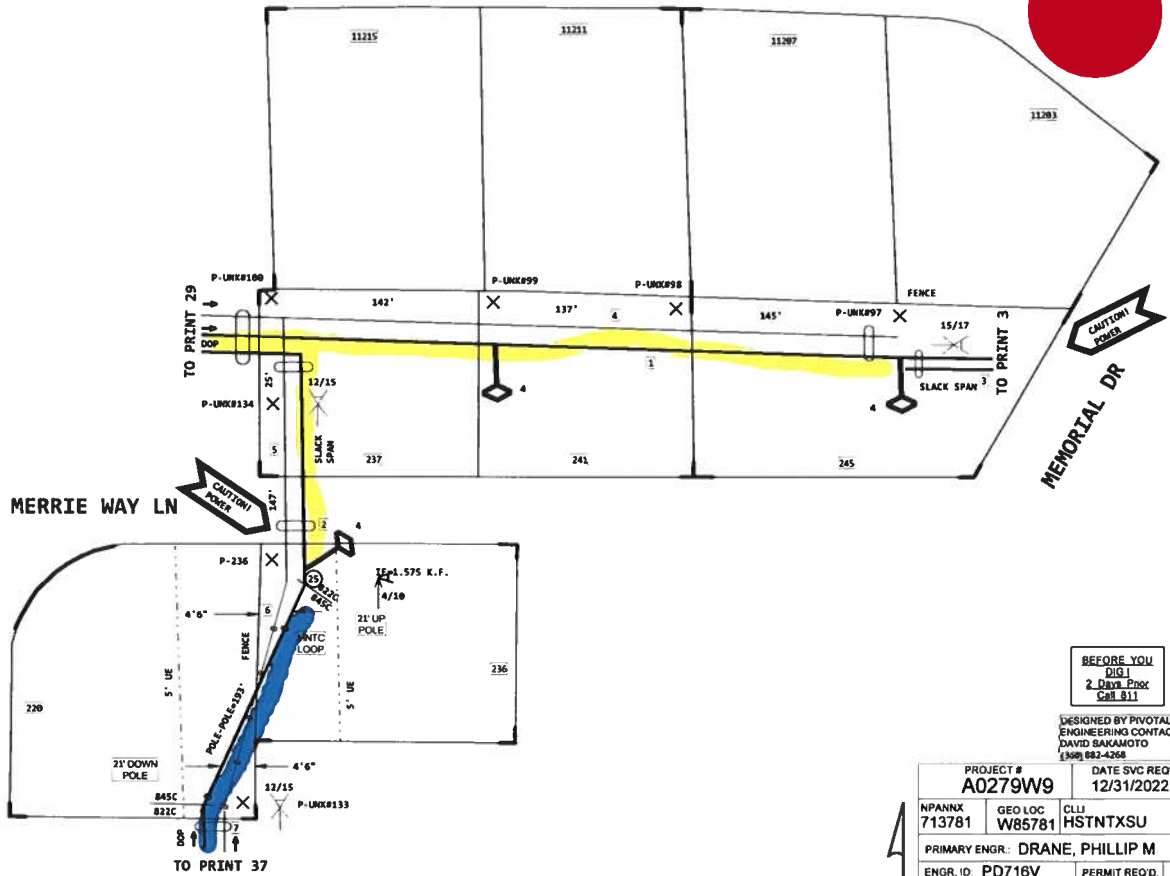 11215
11211
11207
11203
P-UNK#100
P-UNK#99
P-UNK#98
P-UNK#97
FENCE
TO PRINT 29
142'
137'
4
145'
15/17
CAUTION!
POWER
DOP
1
SLACK SPAN
3
TO PRINT 3
MEMORIAL DR
25'
12/15
4
4
P-UNK#134
SLACK
SPAN
5
237
241
245
147'
CAUTION!
POWER
MERRIE WAY LN
2
4
P-236
25
822C
845C
IF=1.575 K.F.
4/10
21' UP
POLE
4'6"
6
MNTC
LOOP
FENCE
5' UE
5' UE
236
220
POLE-POLE=193'
21' DOWN
POLE
4'6"
845C
822C
12/15
P-UNK#133
DOP
7
TO PRINT 37
BEFORE YOU
DIG!
2 Days Prior
Call 811
DESIGNED BY PIVOTAL
ENGINEERING CONTAC
DAVID SAKAMOTO
882-4268
PROJECT #
A0279W9
DATE SVC REQ
12/31/2022
NPANNX
713781
GEO LOC
W85781
CLLI
HSTNTXSU
PRIMARY ENGR.: DRANE, PHILLIP M
ENGR. ID: PD716V
PERMIT REQ'D.